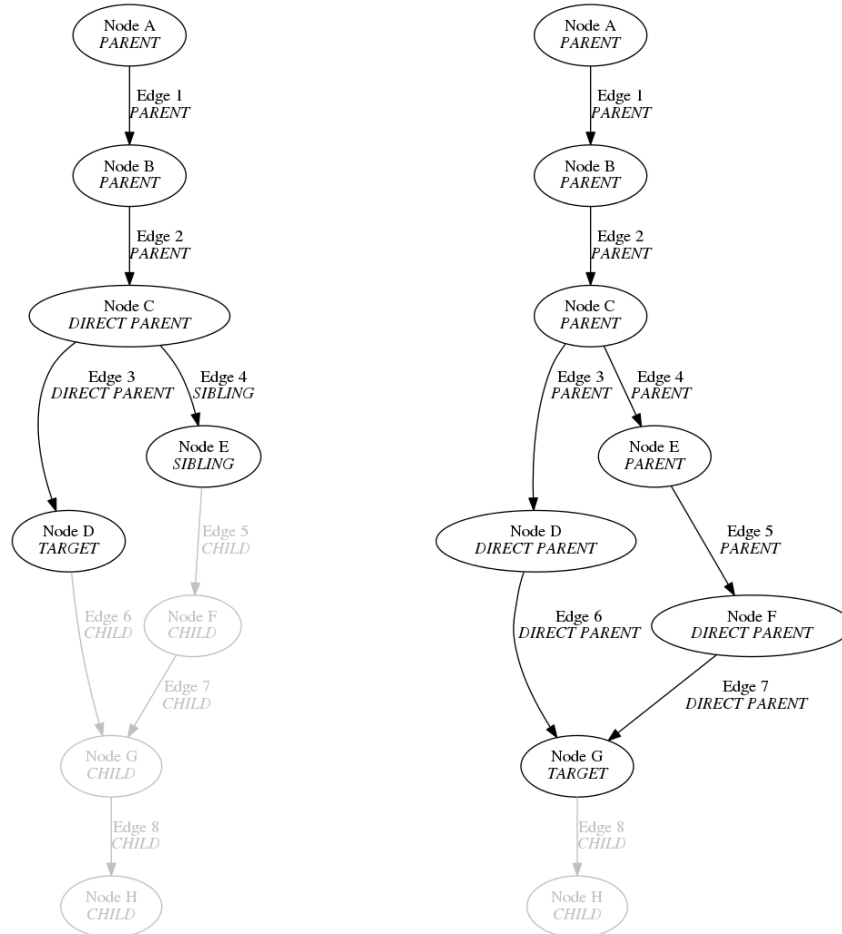 Node A
PARENT
Edge 1
PARENT
Node B
PARENT
Edge 2
PARENT
Node C
DIRECT PARENT
Edge 3
DIRECT PARENT
Edge 4
SIBLING
Node E
SIBLING
Node D
TARGET
Edge 5
CHILD
Edge 6
CHILD
Node F
CHILD
Edge 7
CHILD
Node G
CHILD
Edge 8
CHILD
Node H
CHILD
Node A
PARENT
Edge 1
PARENT
Node B
PARENT
Edge 2
PARENT
Node C
PARENT
Edge 3
PARENT
Edge 4
PARENT
Node E
PARENT
Node D
DIRECT PARENT
Edge 5
PARENT
Edge 6
DIRECT PARENT
Node F
DIRECT PARENT
Edge 7
DIRECT PARENT
Node G
TARGET
Edge 8
CHILD
Node H
CHILD